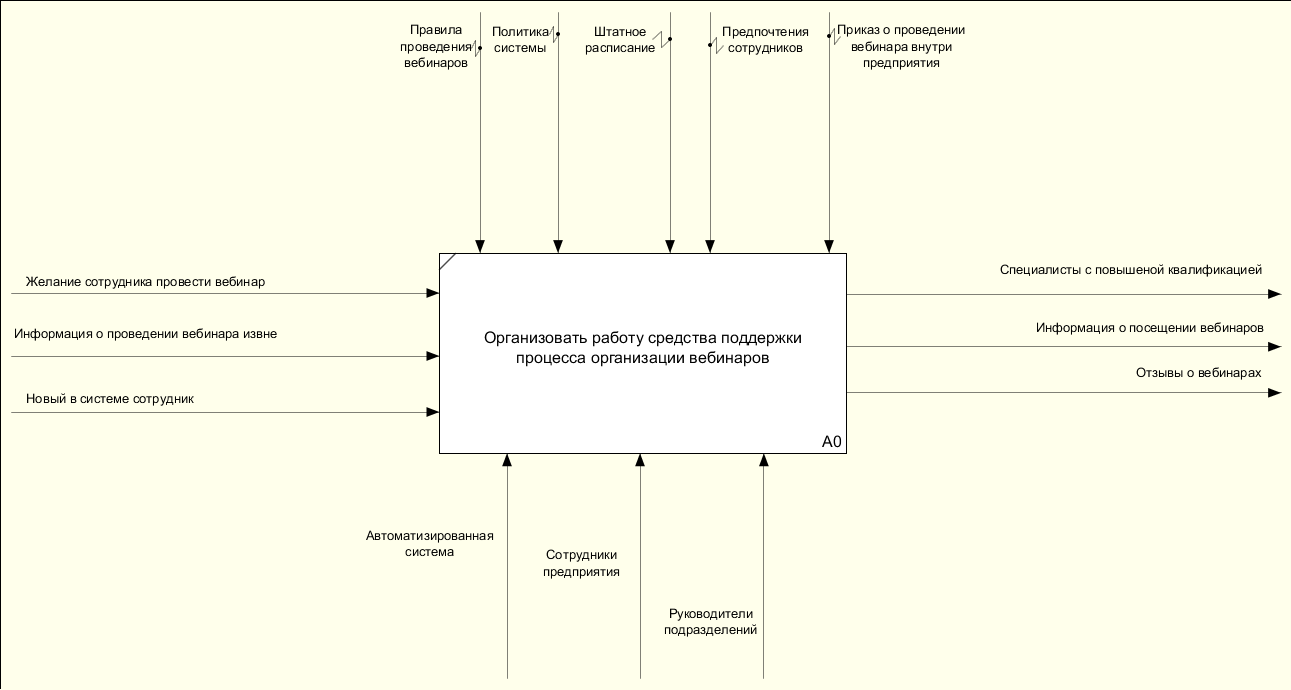 Правила
проведения
вебинаров
Политика
системы
Штатное
расписание
Предпочтения
сотрудников
Приказ о проведении
вебинара внутри
предприятия
Желание сотрудника провести вебинар
Информация о проведении вебинара извне
Новый в системе сотрудник
Организовать работу средства поддержки
процесса организации вебинаров
A0
Специалисты с повышеной квалификацией
Информация о посещении вебинаров
Отзывы о вебинарах
Автоматизированная
система
Сотрудники
предприятия
Руководители
подразделений